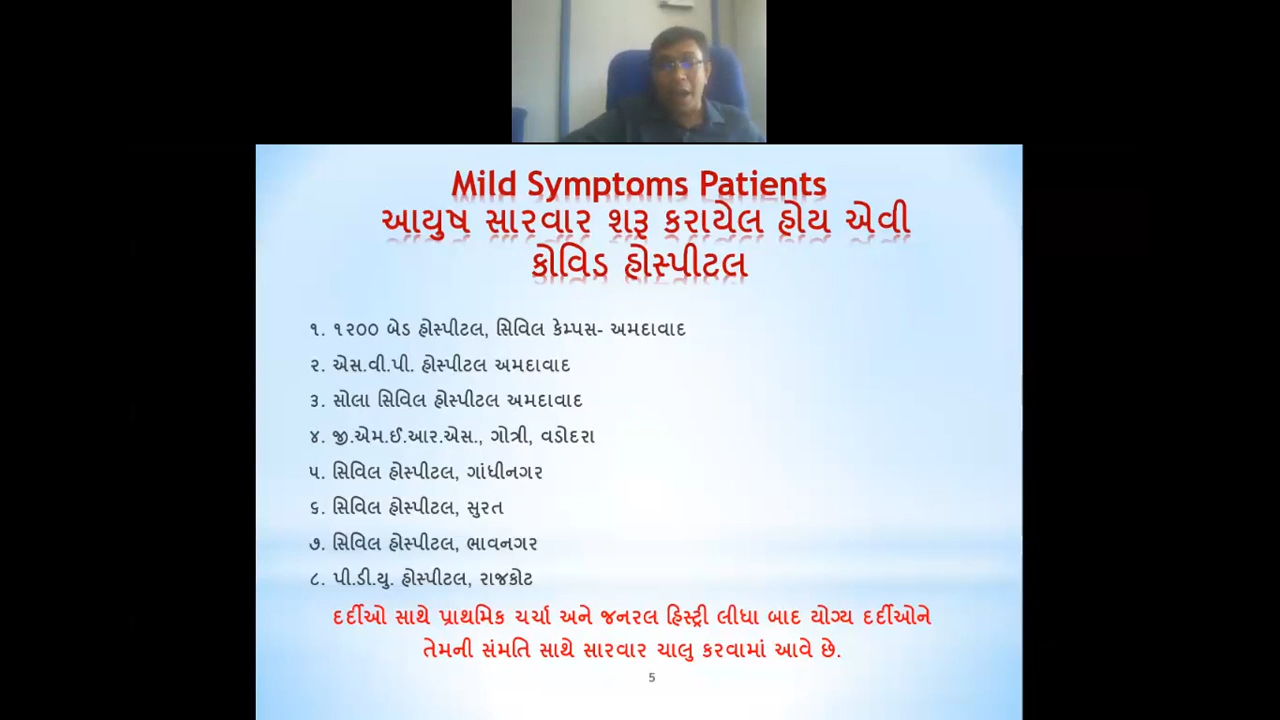 Mild Symptoms Patients
આયુષ સારવાર શરૂ કરાયેલ હોય એવી
કોવિડ હોસ્પીટલ
૧. ૧૨૦૦ બેડ હોસ્પીટલ, સિવિલ કેમ્પસ- અમદાવાદ
૨. એસ.વી.પી. હોસ્પીટલ અમદાવાદ
૩. સોલા સિવિલ હોસ્પીટલ અમદાવાદ
૪. જી.એમ.ઈ.આર.એસ., ગોત્રી, વડોદરા
૫. સિવિલ હોસ્પીટલ, ગાંધીનગર
૬. સિવિલ હોસ્પીટલ, સુરત
૭. સિવિલ હોસ્પીટલ, ભાવનગર
૮. પી.ડી.યુ. હોસ્પીટલ, રાજકોટ
દર્દીઓ સાથે પ્રાથમિક ચર્ચા અને જનરલ હિસ્ટ્રી લીધા બાદ યોગ્ય દર્દીઓને
તેમની સંમતિ સાથે સારવાર ચાલુ કરવામાં આવે છે.
5